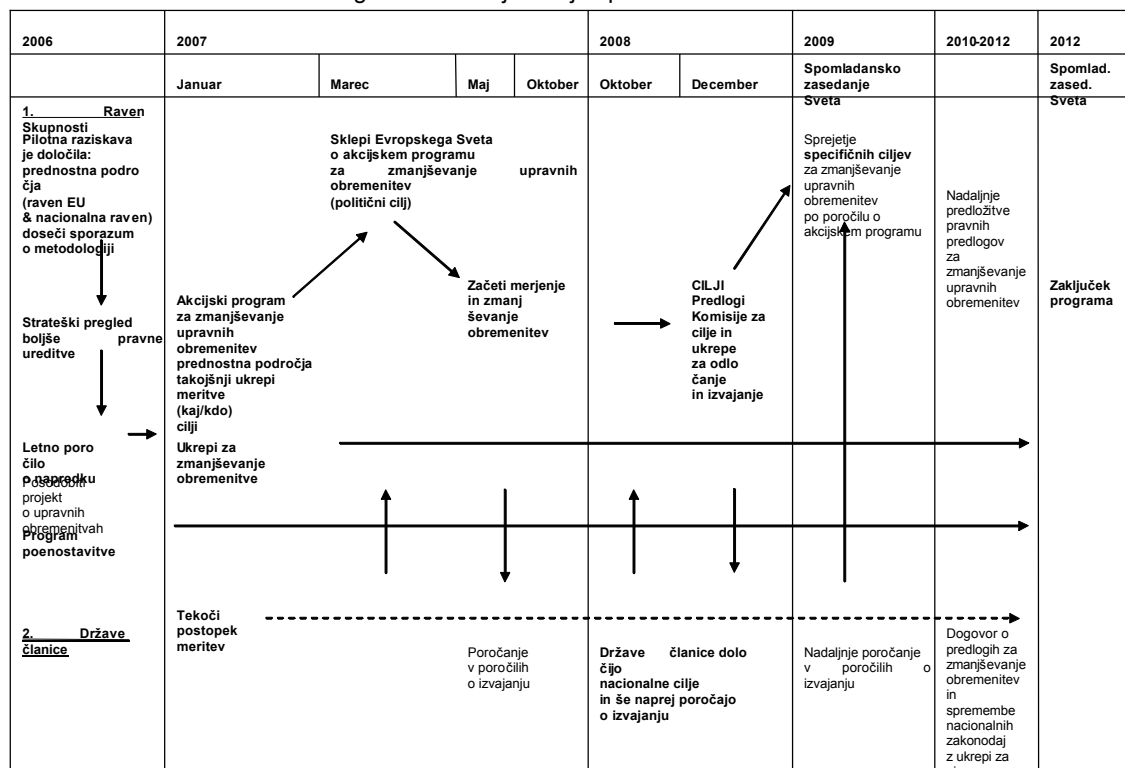 2006 2007 2008 2009 2010-2012 2012
Januar Marec Maj Oktober Oktober December Spomladansko zasedanje Sveta Spomlad. zased. Sveta
1. Raven
Skupnosti
Pilotna raziskava
je določila:
prednostna podro
čja
(raven EU
& nacionalna raven)
doseči sporazum
o metodologiji
Strateški pregled
boljše pravne
ureditve
Letno poro
čilo
o napredku
Posodobiti
projekt
o upravnih
obremenitvah
Program
poenostavitve
Akcijski program
za zmanjševanje
upravnih
obremenitev
prednostna področja
takojšnji ukrepi
meritve
(kaj/kdo)
cilji
Ukrepi za
zmanjševanje
obremenitve
Sklepi Evropskega Sveta
o akcijskem programu
za zmanjševanje upravnih
obremenitev
(politični cilj)
Začeti merjenje
in zmanj
ševanje
obremenitev
CILJI
Predlogi
Komisije za
cilje in
ukrepe
za odlo
čanje
in izvajanje
Sprejetje
specifičnih ciljev
za zmanjševanje
upravnih
obremenitev
po poročilu o
akcijskem programu
Nadaljnje
predložitve
pravnih
predlogov
za
zmanjševanje
upravnih
obremenitev
Zaključek
programa
2. Države
članice
Tekoči
postopek
meritev
Poročanje
v poročilih
o izvajanju
Države članice dolo
čijo
nacionalne cilje
in še naprej poročajo
o izvajanju
Nadaljnje poročanje
v poročilih o
izvajanju
Dogovor o
predlogih za
zmanjševanje
obremenitev
in
spremembe
nacionalnih
zakonodaj
z ukrepi za